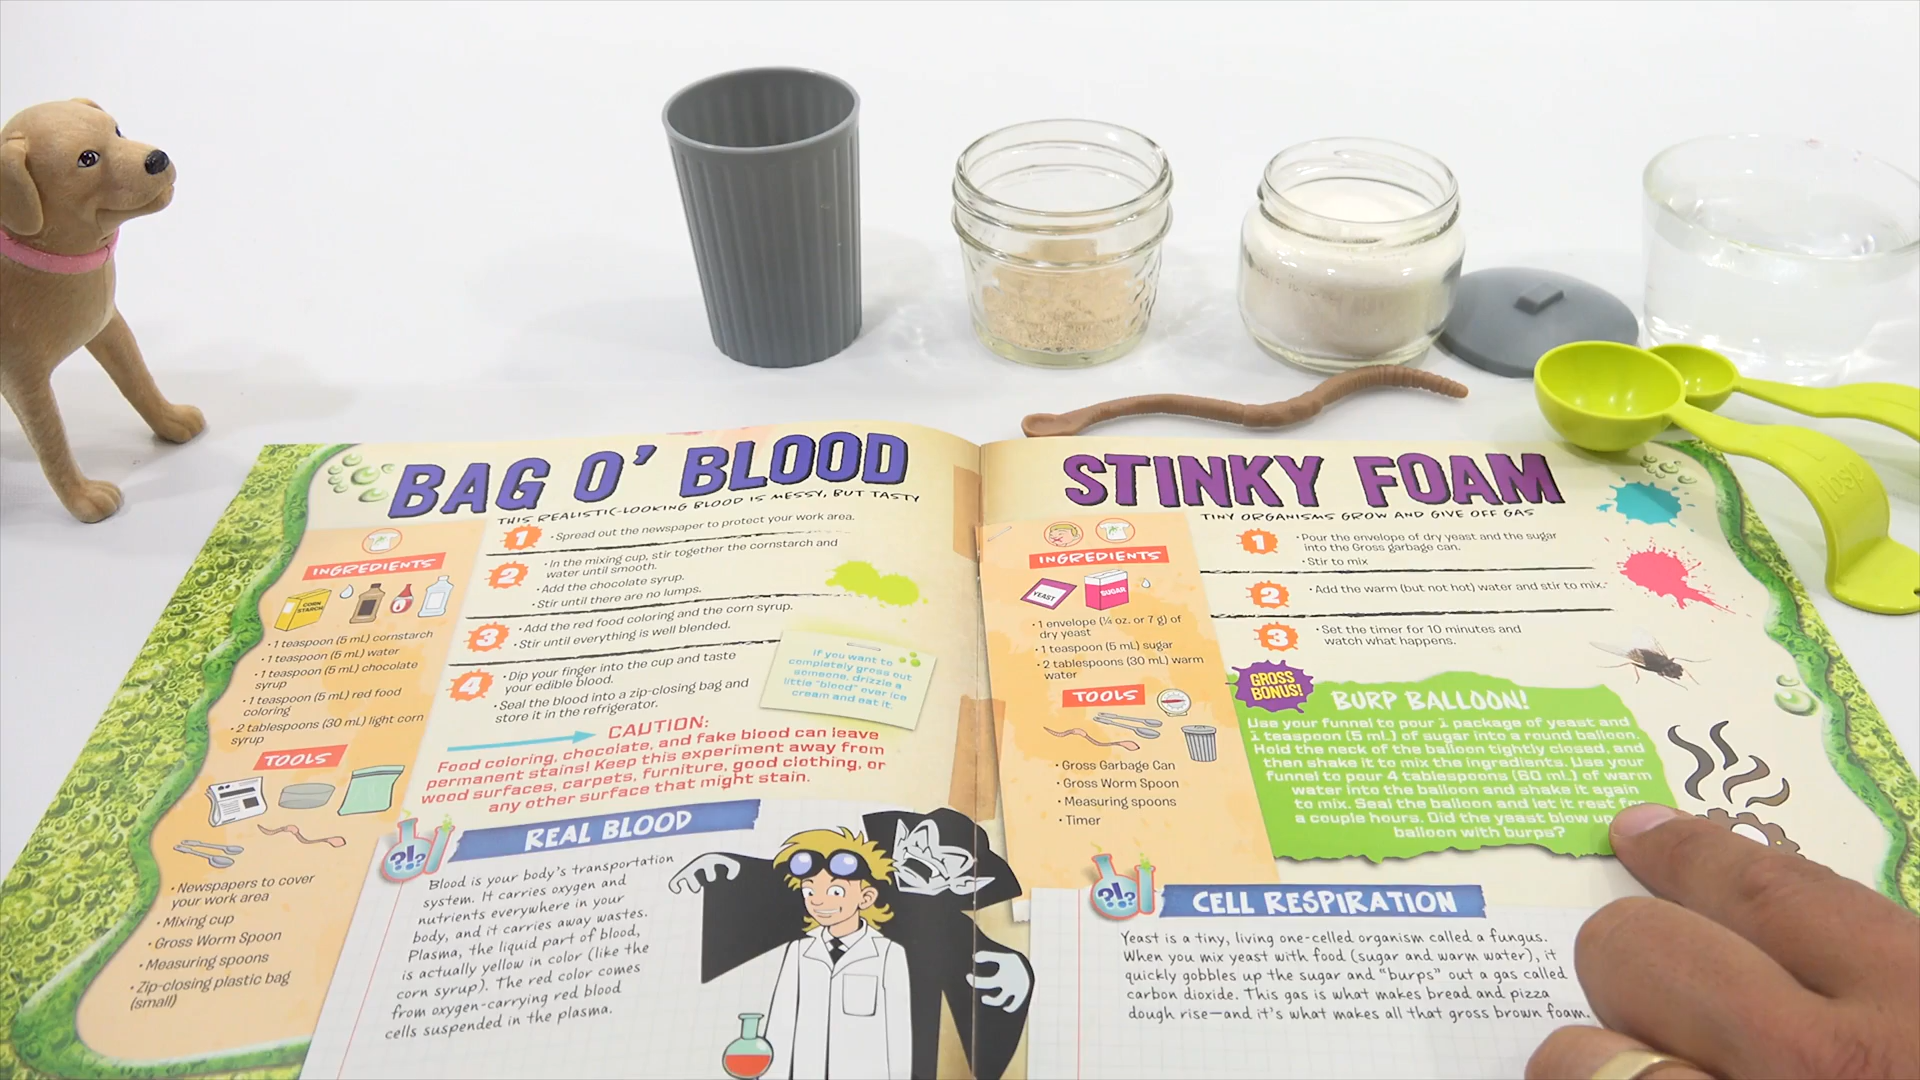 BAG O' BLOOD
THIS REALISTIC-LOOKING BLOOD IS MESSY, BUT TASTY
INGREDIENTS
CORN
STARCH
• 1 teaspoon (5 mL) cornstarch
• 1 teaspoon (5 mL) water
• 1 teaspoon (5 mL) chocolate
syrup
• 1 teaspoon (5 mL) red food
coloring
• 2 tablespoons (30 mL) light corn
syrup
TOOLS
• Newspapers to cover
your work area
• Mixing cup
• Gross Worm Spoon
• Measuring spoons
• Zip-closing plastic bag
(small)
1
• Spread out the newspaper to protect your work area.
2
• In the mixing cup, stir together the cornstarch and
water until smooth.
• Add the chocolate syrup.
• Stir until there are no lumps.
3
• Add the red food coloring and the corn syrup.
• Stir until everything is well blended.
4
• Dip your finger into the cup and taste
your edible blood.
• Seal the blood into a zip-closing bag and
store it in the refrigerator.
If you want to
completely gross out
someone, drizzle a
little "blood" over ice
cream and eat it.
CAUTION:
Food coloring, chocolate, and fake blood can leave
permanent stains! Keep this experiment away from
wood surfaces, carpets, furniture, good clothing, or
any other surface that might stain.
?!?
REAL BLOOD
Blood is your body's transportation
system. It carries oxygen and
nutrients everywhere in your
body, and it carries away wastes.
Plasma, the liquid part of blood,
is actually yellow in color (like the
corn syrup). The red color comes
from oxygen-carrying red blood
cells suspended in the plasma.
STINKY FOAM
TINY ORGANISMS GROW AND GIVE OFF GAS
INGREDIENTS
YEAST
SUGAR
• 1 envelope (¼ oz. or 7 g) of
dry yeast
• 1 teaspoon (5 mL) sugar
• 2 tablespoons (30 mL) warm
water
TOOLS
• Gross Garbage Can
• Gross Worm Spoon
• Measuring spoons
• Timer
1
• Pour the envelope of dry yeast and the sugar
into the Gross garbage can.
• Stir to mix
2
• Add the warm (but not hot) water and stir to mix.
3
• Set the timer for 10 minutes and
watch what happens.
GROSS
BONUS!
BURP BALLOON!
Use your funnel to pour 1 package of yeast and
1 teaspoon (5 mL) of sugar into a round balloon.
Hold the neck of the balloon tightly closed, and
then shake it to mix the ingredients. Use your
funnel to pour 4 tablespoons (60 mL) of warm
water into the balloon and shake it again
to mix. Seal the balloon and let it rest for
a couple hours. Did the yeast blow up
balloon with burps?
?!?
CELL RESPIRATION
Yeast is a tiny, living one-celled organism called a fungus.
When you mix yeast with food (sugar and warm water), it
quickly gobbles up the sugar and "burps" out a gas called
carbon dioxide. This gas is what makes bread and pizza
dough rise—and it's what makes all that gross brown foam.
1 tbsp